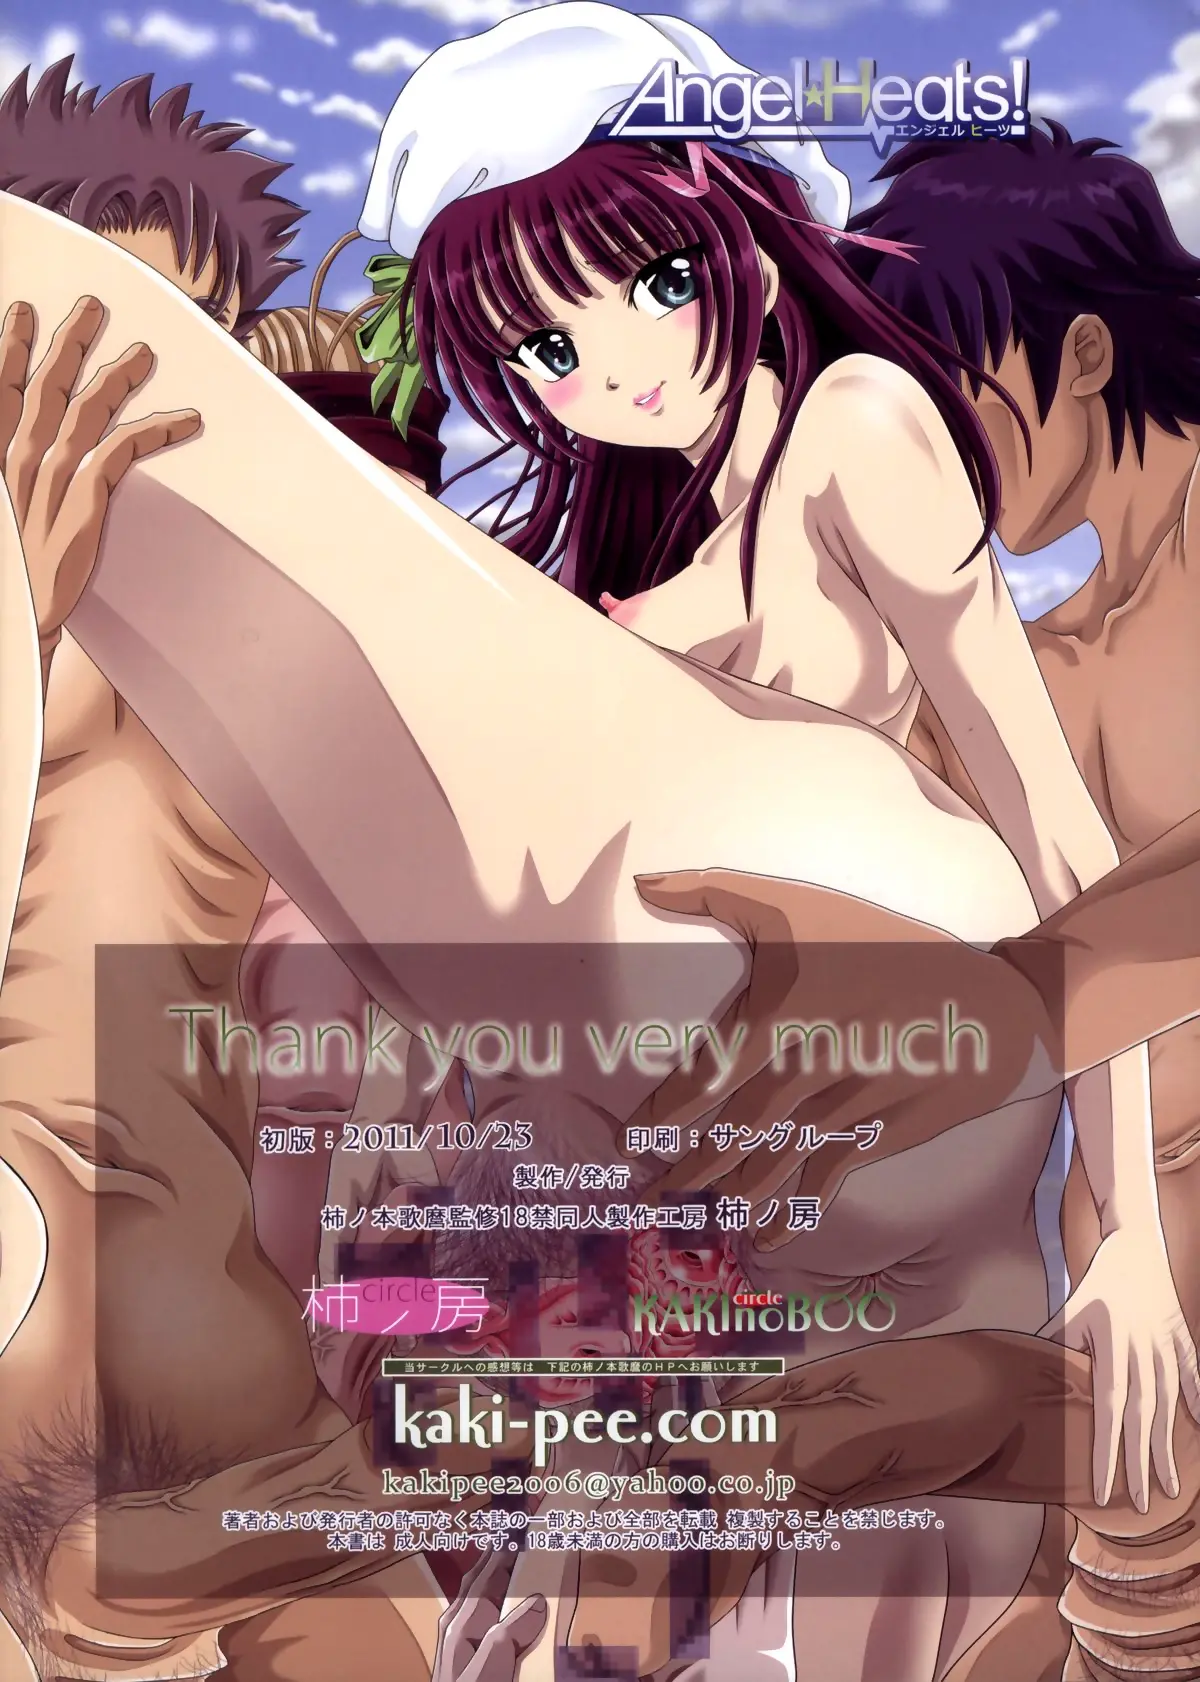 Angel★Heats!
エンジェル ヒーツ
Thank you very much
初版：2011/10/23 印刷：サングループ
製作/発行
柿ノ本歌麿監修18禁同人製作工房 柿ノ房
circle 柿ノ房
circle KAKInoBOO
当サークルへの感想等は 下記の柿ノ本歌麿のＨＰへお願いします
kaki-pee.com
kakipee2006@yahoo.co.jp
著者および発行者の許可なく本誌の一部および全部を転載 複製することを禁じます。
本書は 成人向けです。18歳未満の方の購入はお断りします。